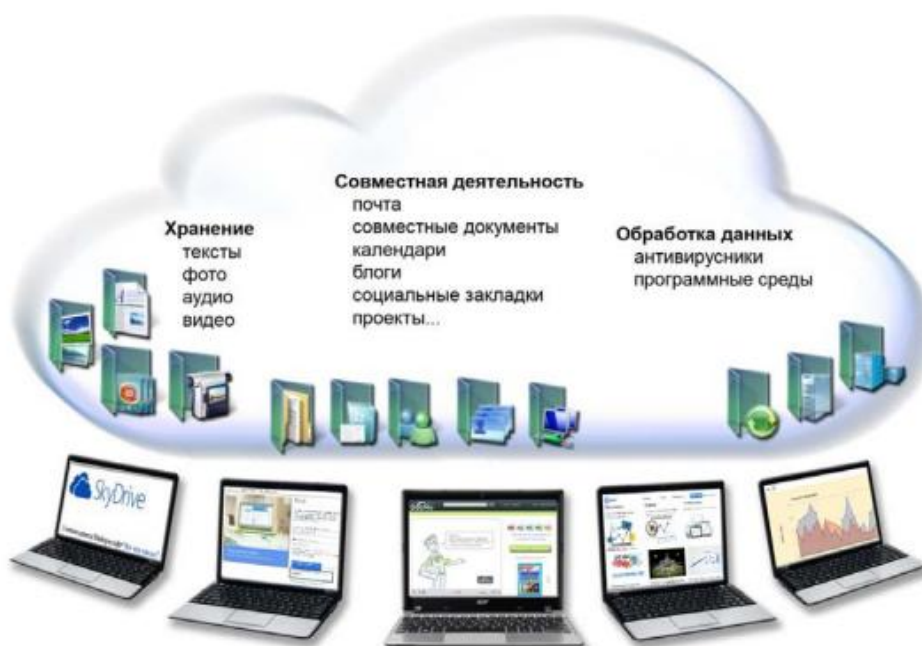 Совместная деятельность
почта
совместные документы
календари
блоги
социальные закладки
проекты...
Хранение
тексты
фото
аудио
видео
Обработка данных
антивирусники
программные среды
SkyDrive
acer